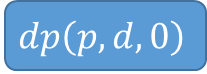 dp(p, d, 0)